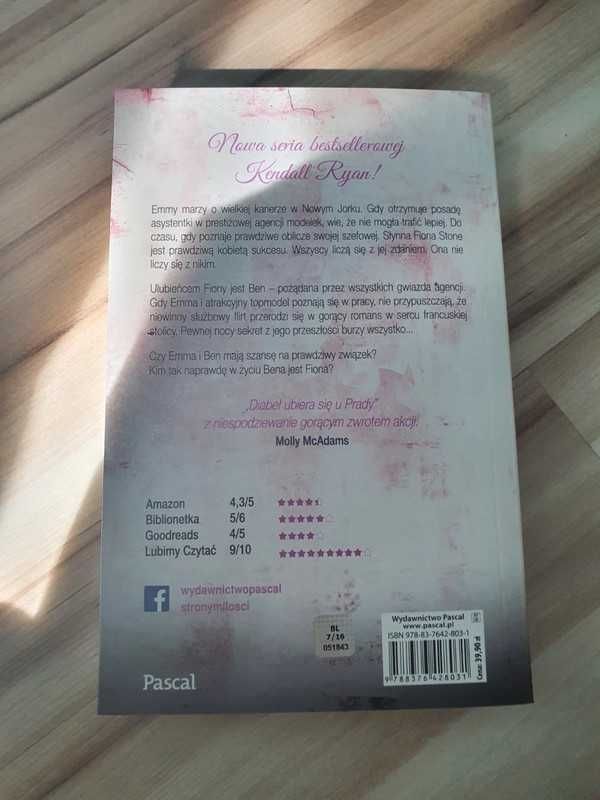 Nowa seria bestsellerowej
Kendall Ryan!
Emmy marzy o wielkiej karierze w Nowym Jorku. Gdy otrzymuje posadę
asystentki w prestiżowej agencji modelek, wie, że nie mogła trafić lepiej. Do
czasu, gdy poznaje prawdziwe oblicze swojej szefowej. Słynna Fiona Stone
jest prawdziwą kobietą sukcesu. Wszyscy liczą się z jej zdaniem. Ona nie
liczy się z nikim.
Ulubieńcem Fiony jest Ben – pożądana przez wszystkich gwiazda agencji.
Gdy Emma i atrakcyjny topmodel poznają się w pracy, nie przypuszczają, że
niewinny służbowy flirt przerodzi się w gorący romans w sercu francuskiej
stolicy. Pewnej nocy sekret z jego przeszłości burzy wszystko...
Czy Emma i Ben mają szansę na prawdziwy związek?
Kim tak naprawdę w życiu Bena jest Fiona?
„Diabeł ubiera się u Prady"
z niespodziewanie gorącym zwrotem akcji.
Molly McAdams
Amazon 4,3/5
Biblionetka 5/6
Goodreads 4/5
Lubimy Czytać 9/10
wydawnictwopascal
stronymilosci
BL
7/16
051843
Wydawnictwo Pascal
www.pascal.pl
ISBN 978-83-7642-803-1
9 788376 428031
Cena: 39,90 zł
Pascal